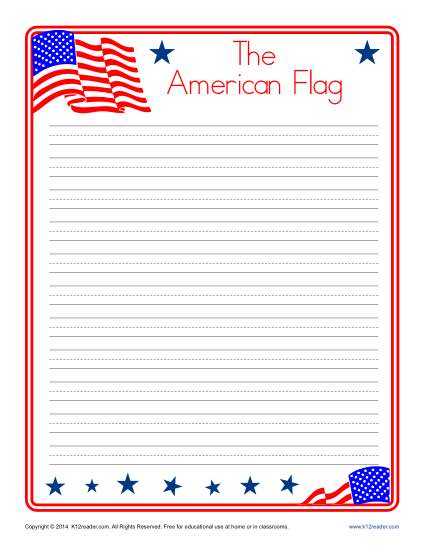 The
American Flag
Copyright © 2014 K12reader.com. All Rights Reserved. Free for educational use at home or in classrooms.
www.k12reader.com